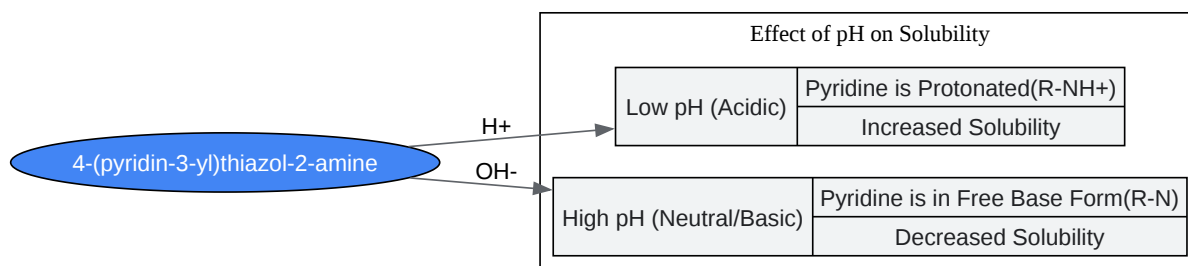 Effect of pH on Solubility
4-(pyridin-3-yl)thiazol-2-amine
H+
OH-
Low pH (Acidic)
Pyridine is Protonated(R-NH+)
Increased Solubility
High pH (Neutral/Basic)
Pyridine is in Free Base Form(R-N)
Decreased Solubility